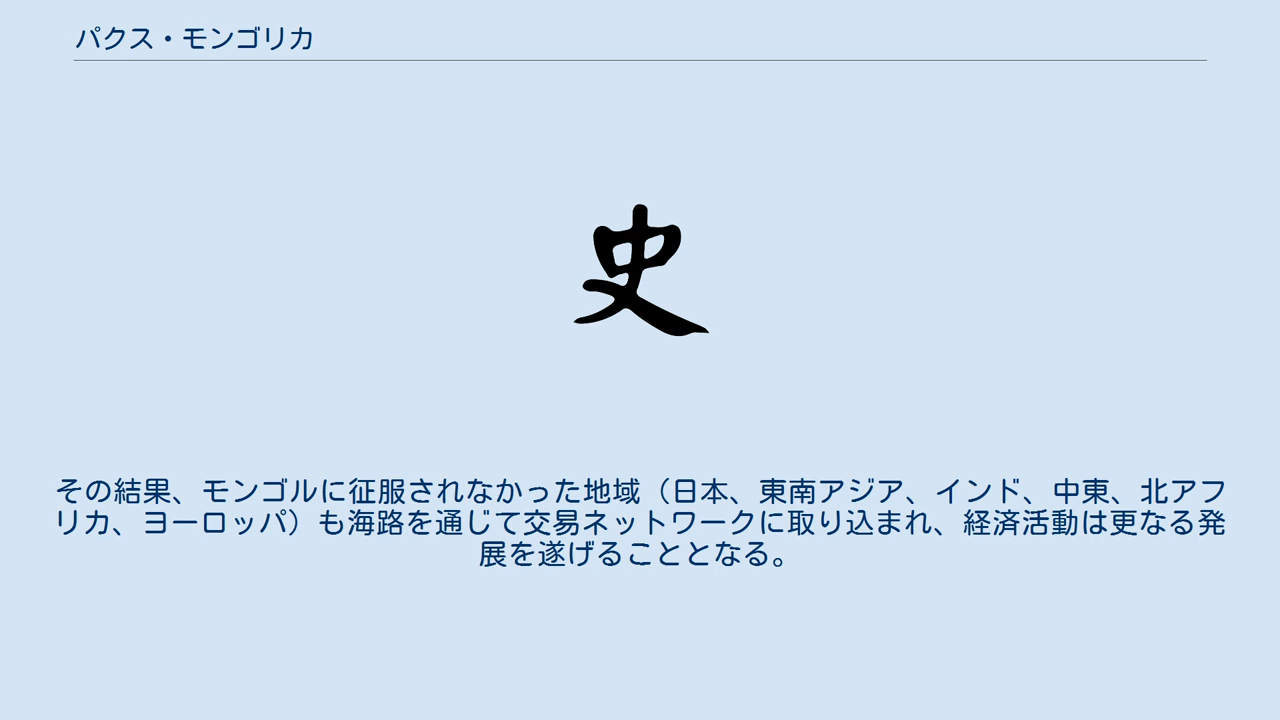 パクス・モンゴリカ
史
その結果、モンゴルに征服されなかった地域（日本、東南アジア、インド、中東、北アフ
リカ、ヨーロッパ）も海路を通じて交易ネットワークに取り込まれ、経済活動は更なる発
展を遂げることとなる。